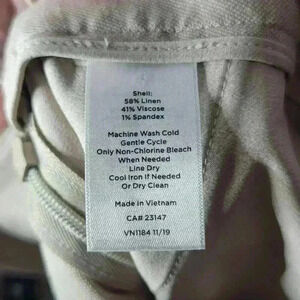 Shell:
58% Linen
41% Viscose
1% Spandex
Machine Wash Cold
Gentle Cycle
Only Non-Chlorine Bleach
When Needed
Line Dry
Cool Iron If Needed
Or Dry Clean
Made in Vietnam
CA# 23147
VN1184 11/19